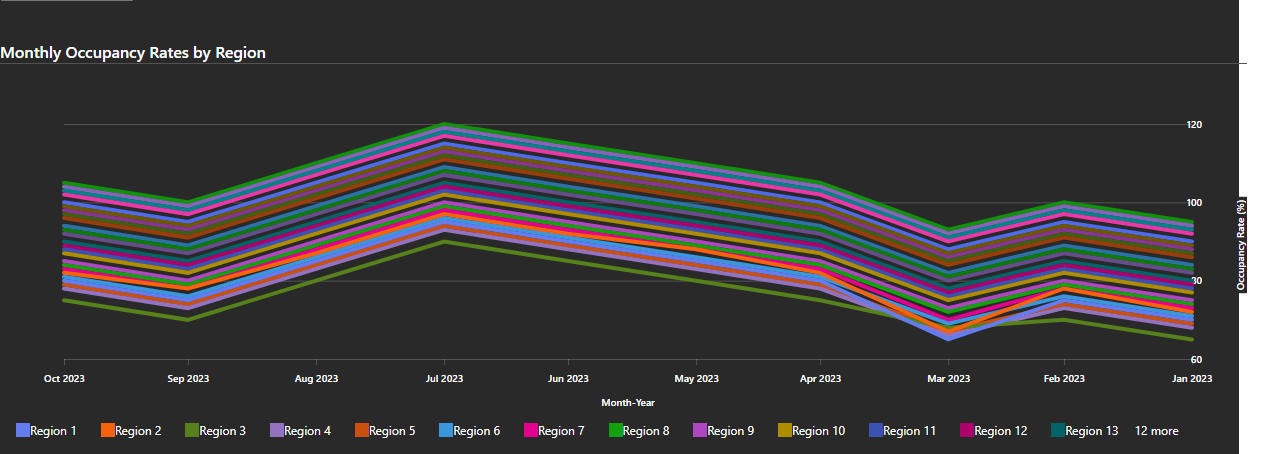 Monthly Occupancy Rates by Region
120
100
80
60
Occupancy Rate (%)
Oct 2023 Sep 2023 Aug 2023 Jul 2023 Jun 2023 May 2023 Apr 2023 Mar 2023 Feb 2023 Jan 2023
Month-Year
Region 1 Region 2 Region 3 Region 4 Region 5 Region 6 Region 7 Region 8 Region 9 Region 10 Region 11 Region 12 Region 13 12 more